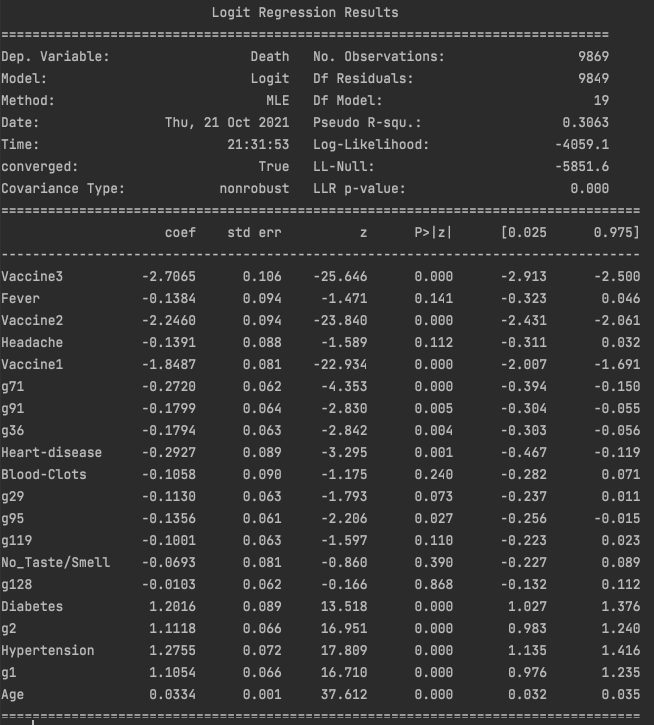 Logit Regression Results
==============================================================================
Dep. Variable: Death No. Observations: 9869
Model: Logit Df Residuals: 9849
Method: MLE Df Model: 19
Date: Thu, 21 Oct 2021 Pseudo R-squ.: 0.3063
Time: 21:31:53 Log-Likelihood: -4059.1
converged: True LL-Null: -5851.6
Covariance Type: nonrobust LLR p-value: 0.000
==================================================================================
coef std err z P>|z| [0.025 0.975]
----------------------------------------------------------------------------------
Vaccine3 -2.7065 0.106 -25.646 0.000 -2.913 -2.500
Fever -0.1384 0.094 -1.471 0.141 -0.323 0.046
Vaccine2 -2.2460 0.094 -23.840 0.000 -2.431 -2.061
Headache -0.1391 0.088 -1.589 0.112 -0.311 0.032
Vaccine1 -1.8487 0.081 -22.934 0.000 -2.007 -1.691
g71 -0.2720 0.062 -4.353 0.000 -0.394 -0.150
g91 -0.1799 0.064 -2.830 0.005 -0.304 -0.055
g36 -0.1794 0.063 -2.842 0.004 -0.303 -0.056
Heart-disease -0.2927 0.089 -3.295 0.001 -0.467 -0.119
Blood-Clots -0.1058 0.090 -1.175 0.240 -0.282 0.071
g29 -0.1130 0.063 -1.793 0.073 -0.237 0.011
g95 -0.1356 0.061 -2.206 0.027 -0.256 -0.015
g119 -0.1001 0.063 -1.597 0.110 -0.223 0.023
No_Taste/Smell -0.0693 0.081 -0.860 0.390 -0.227 0.089
g128 -0.0103 0.062 -0.166 0.868 -0.132 0.112
Diabetes 1.2016 0.089 13.518 0.000 1.027 1.376
g2 1.1118 0.066 16.951 0.000 0.983 1.240
Hypertension 1.2755 0.072 17.809 0.000 1.135 1.416
g1 1.1054 0.066 16.710 0.000 0.976 1.235
Age 0.0334 0.001 37.612 0.000 0.032 0.035
==================================================================================